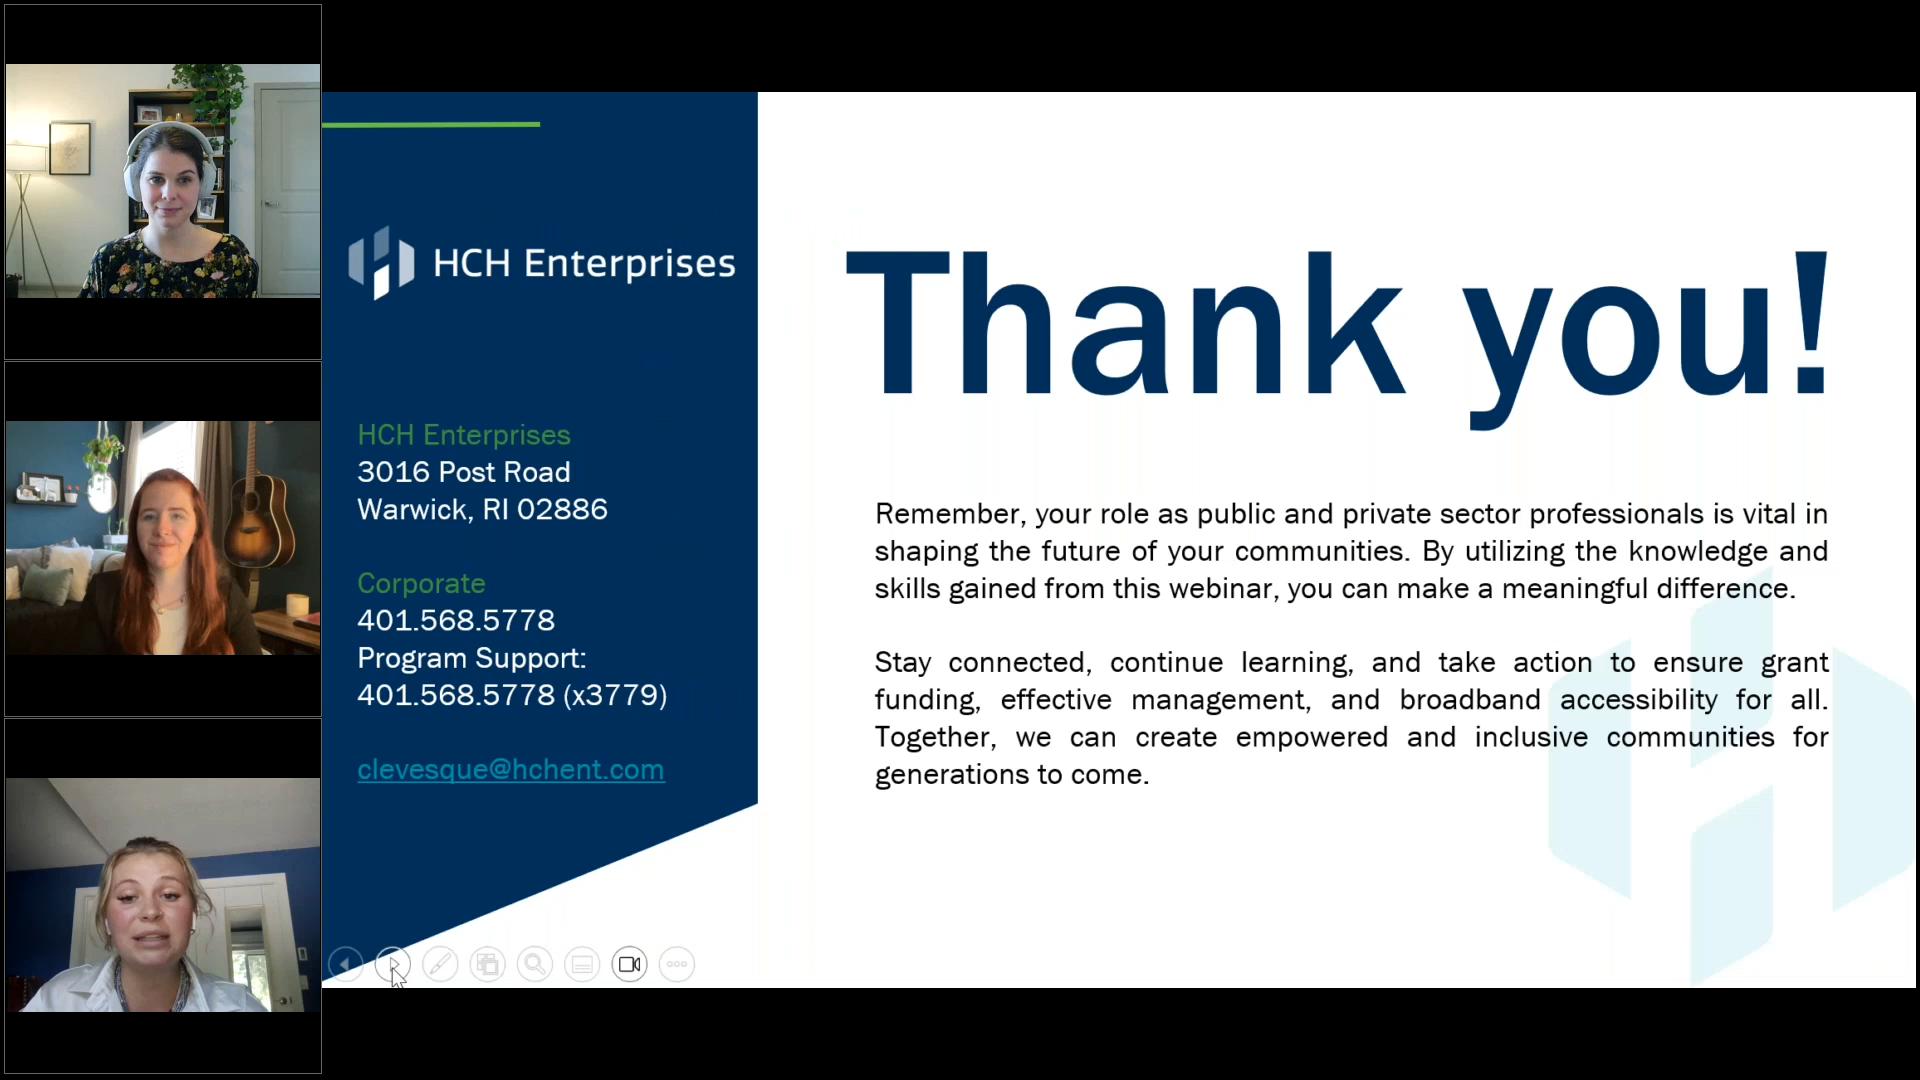 HCH Enterprises
HCH Enterprises
3016 Post Road
Warwick, RI 02886
Corporate
401.568.5778
Program Support:
401.568.5778 (x3779)
clevesque@hchent.com
Thank you!
Remember, your role as public and private sector professionals is vital in
shaping the future of your communities. By utilizing the knowledge and
skills gained from this webinar, you can make a meaningful difference.
Stay connected, continue learning, and take action to ensure grant
funding, effective management, and broadband accessibility for all.
Together, we can create empowered and inclusive communities for
generations to come.